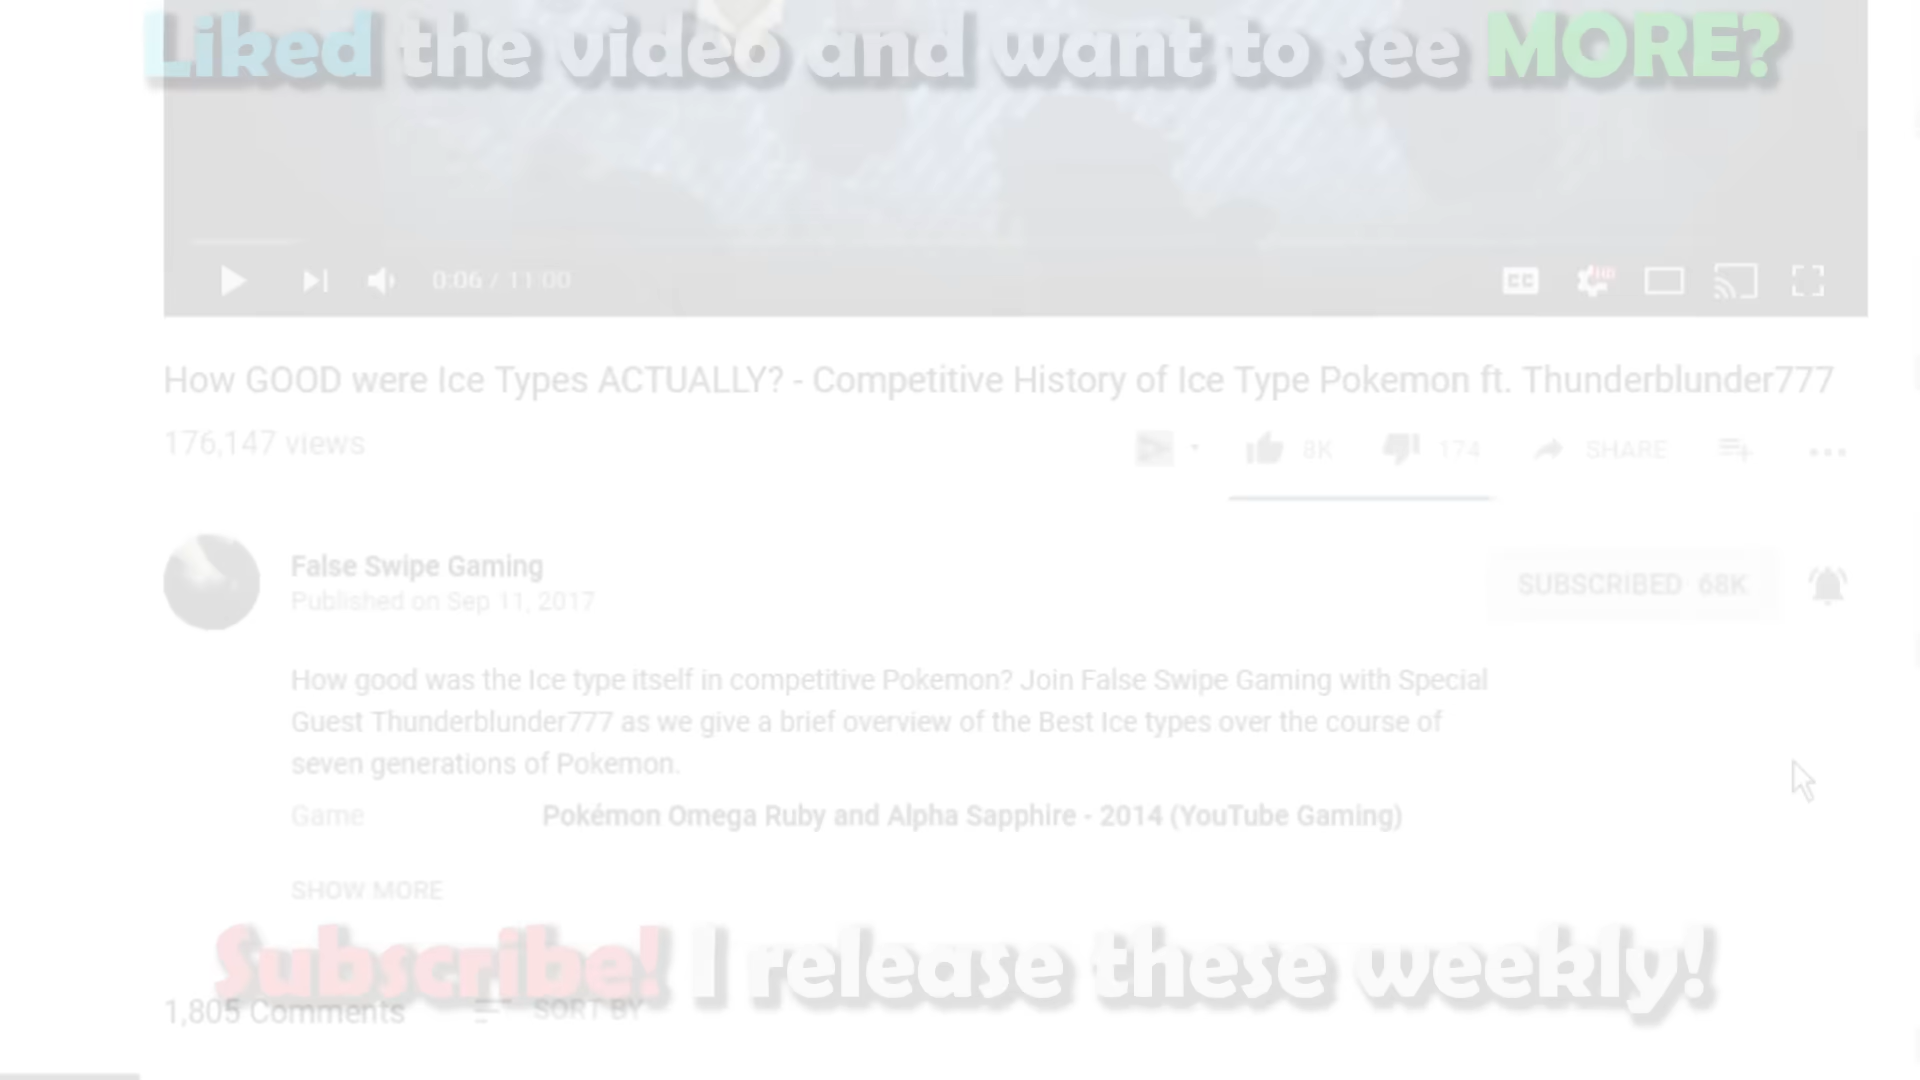 Liked the video and want to see MORE?
0:06 / 11:00
CC
HD
How GOOD were Ice Types ACTUALLY? - Competitive History of Ice Type Pokemon ft. Thunderblunder777
176,147 views
8K
174
SHARE
False Swipe Gaming
Published on Sep 11, 2017
SUBSCRIBED 68K
How good was the Ice type itself in competitive Pokemon? Join False Swipe Gaming with Special
Guest Thunderblunder777 as we give a brief overview of the Best Ice types over the course of
seven generations of Pokemon.
Game Pokémon Omega Ruby and Alpha Sapphire - 2014 (YouTube Gaming)
SHOW MORE
Subscribe! I release these weekly!
1,805 Comments SORT BY